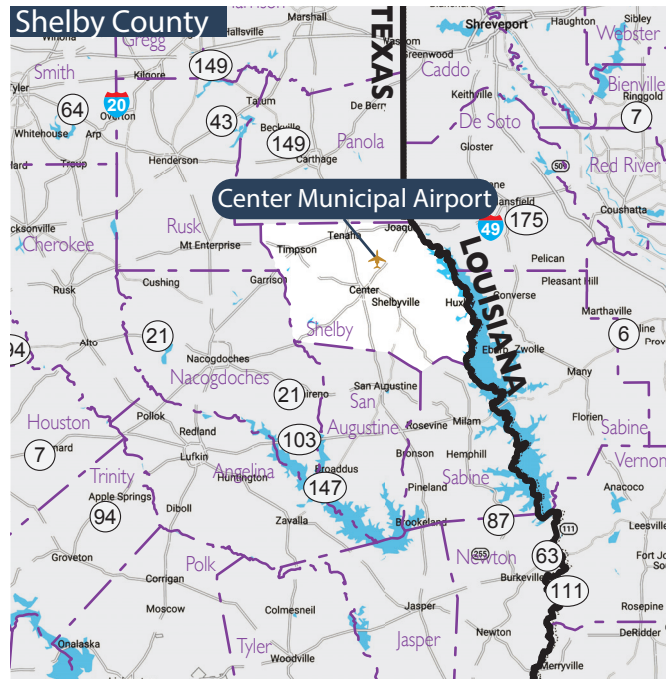 Shelby County
Marshall
Hallsville
Gregg
TEXAS
Greenwood
Shreveport
Haughton
Sibley
Webster
Smith
Kilgore
149
Caddo
Bienville
Ringgold
20
Overton
Tatum
De Berry
Keithville
64
43
Beckville
149
Panola
De Soto
7
Whitehouse
Arp
Troup
Henderson
Carthage
Gloster
509
Red River
Center Municipal Airport
Mansfield
49
175
Coushatta
Rusk
Tenaha
Joaquin
Cherokee
Mt Enterprise
Timpson
LOUISIANA
Pelican
Rusk
Cushing
Garrison
Center
Shelbyville
Huxley
Converse
Pleasant Hill
Marthaville
Alto
21
Shelby
6
94
Nacogdoches
Zwolle
Many
Nacogdoches
21
San Augustine
San
Augustine
Florien
Houston
Pollok
Redland
103
Rosevine
Milam
Sabine
7
Lufkin
Bronson
Hemphill
Vernon
Trinity
Angelina
Huntington
Broaddus
147
Sabine
Pineland
Anacoco
Apple Springs
94
Diboll
Zavalla
Brookeland
87
111
Leesville
Groveton
Polk
255
Newton
63
Corrigan
Burkeville
111
Moscow
Colmesneil
Jasper
Rosepine
Onalaska
Tyler
Woodville
Jasper
Newton
DeRidder
Merryville